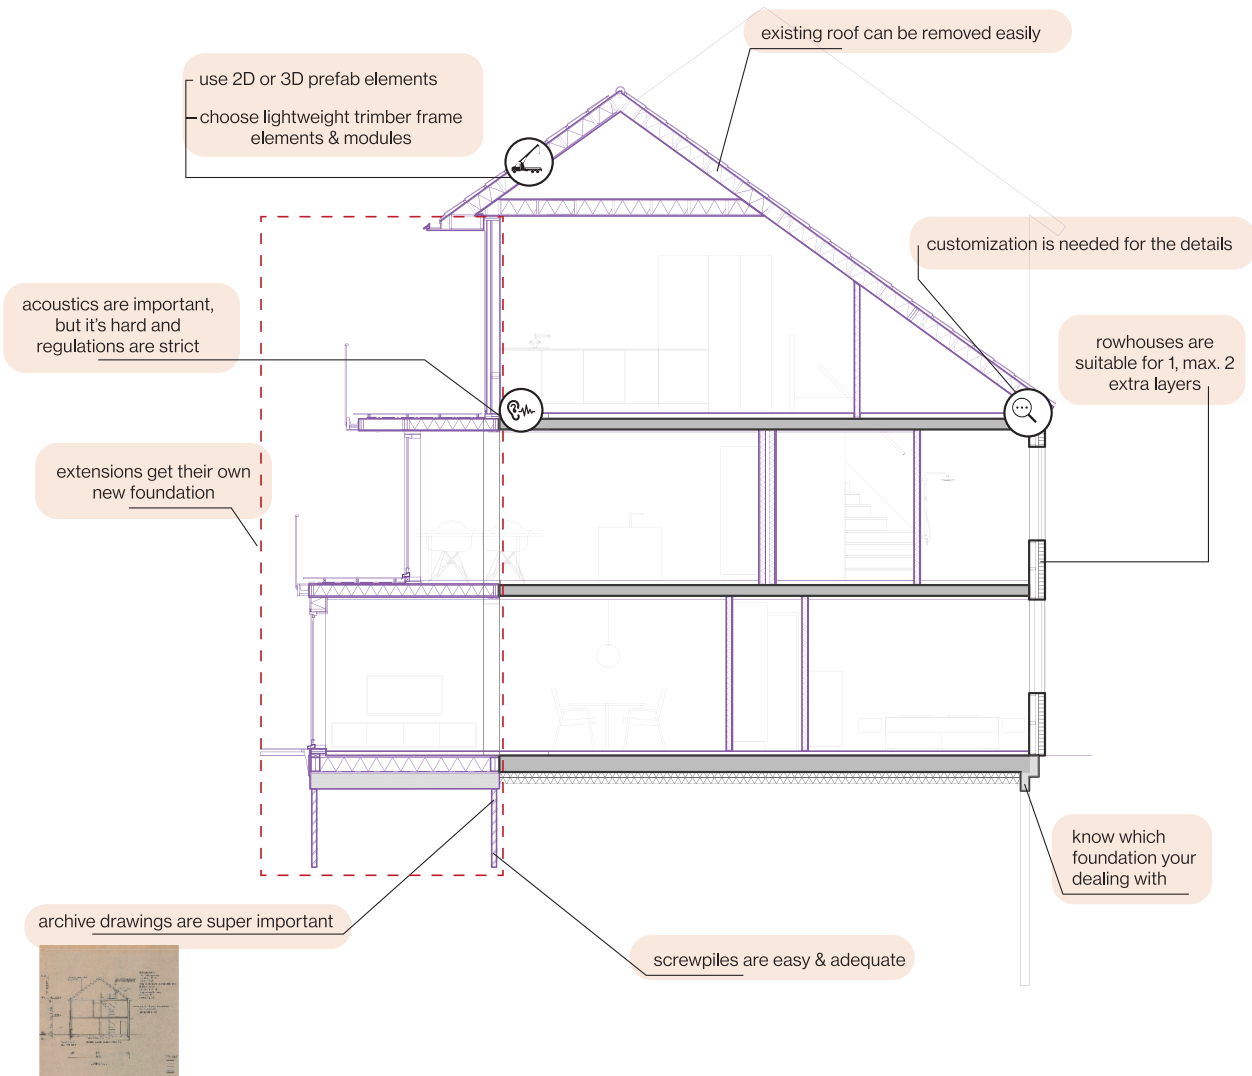 existing roof can be removed easily
use 2D or 3D prefab elements
choose lightweight trimber frame
elements & modules
customization is needed for the details
acoustics are important,
but it's hard and
regulations are strict
rowhouses are
suitable for 1, max. 2
extra layers
extensions get their own
new foundation
know which
foundation your
dealing with
archive drawings are super important
screwpiles are easy & adequate